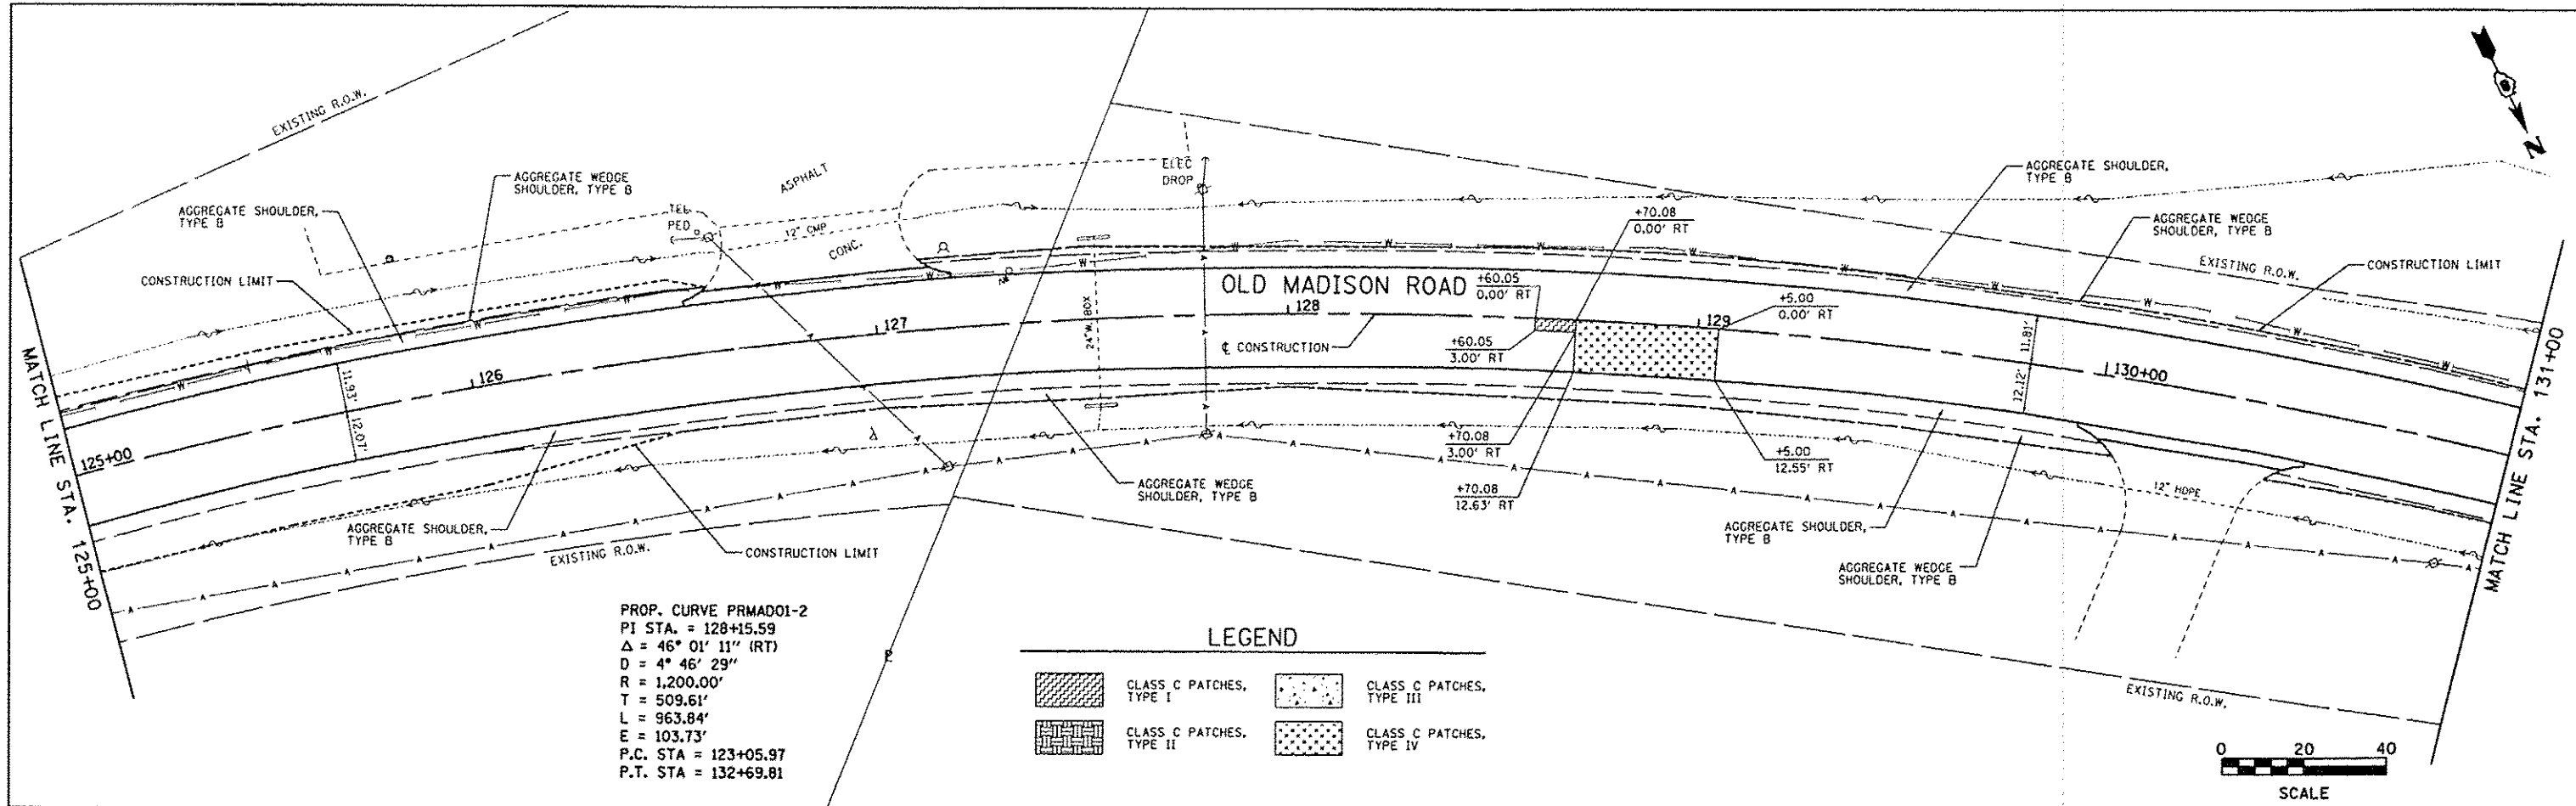 EXISTING R.O.W.
AGGREGATE WEDGE
SHOULDER, TYPE B
AGGREGATE SHOULDER,
TYPE B
CONSTRUCTION LIMIT
ASPHALT
TEL
PED
12" CMP
CONC.
ELEC
DROP
N
AGGREGATE SHOULDER,
TYPE B
AGGREGATE WEDGE
SHOULDER, TYPE B
EXISTING R.O.W.
CONSTRUCTION LIMIT
+70.08
0.00' RT
OLD MADISON ROAD
+60.05
0.00' RT
+5.00
0.00' RT
+60.05
3.00' RT
℄ CONSTRUCTION
24"W. BOX
125+00
126
127
128
129
130+00
11.93'
12.07'
11.81'
12.12'
W W W W W W W W W W W W W W W
MATCH LINE STA. 125+00
MATCH LINE STA. 131+00
+70.08
3.00' RT
+5.00
12.55' RT
+70.08
12.63' RT
AGGREGATE WEDGE
SHOULDER, TYPE B
AGGREGATE SHOULDER,
TYPE B
CONSTRUCTION LIMIT
EXISTING R.O.W.
AGGREGATE SHOULDER,
TYPE B
AGGREGATE WEDGE
SHOULDER, TYPE B
12" HDPE
EXISTING R.O.W.
PROP. CURVE PRMAD01-2
PI STA. = 128+15.59
Δ = 46° 01' 11" (RT)
D = 4° 46' 29"
R = 1,200.00'
T = 509.61'
L = 963.84'
E = 103.73'
P.C. STA = 123+05.97
P.T. STA = 132+69.81
LEGEND
CLASS C PATCHES,
TYPE I
CLASS C PATCHES,
TYPE II
CLASS C PATCHES,
TYPE III
CLASS C PATCHES,
TYPE IV
0 20 40
SCALE